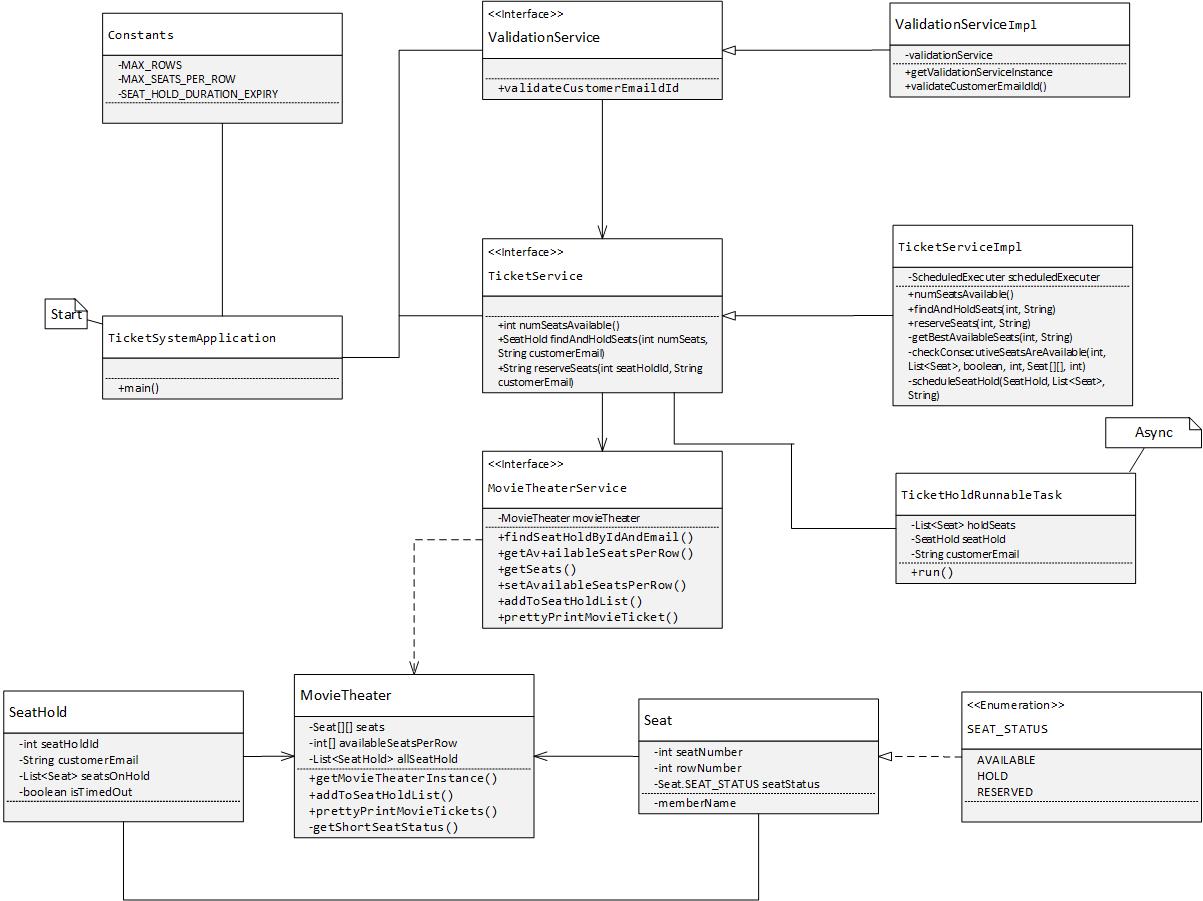 Constants
-MAX_ROWS
-MAX_SEATS_PER_ROW
-SEAT_HOLD_DURATION_EXPIRY
<<Interface>>
ValidationService
+validateCustomerEmaildId
ValidationServiceImpl
-validationService
+getValidationServiceInstance
+validateCustomerEmaildId()
Start
TicketSystemApplication
+main()
<<Interface>>
TicketService
+int numSeatsAvailable()
+SeatHold findAndHoldSeats(int numSeats,
String customerEmail)
+String reserveSeats(int seatHoldId, String
customerEmail)
TicketServiceImpl
-ScheduledExecuter scheduledExecuter
+numSeatsAvailable()
+findAndHoldSeats(int, String)
+reserveSeats(int, String)
-getBestAvailableSeats(int, String)
-checkConsecutiveSeatsAreAvailable(int,
List<Seat>, boolean, int, Seat[][], int)
-scheduleSeatHold(SeatHold, List<Seat>,
String)
Async
<<Interface>>
MovieTheaterService
-MovieTheater movieTheater
+findSeatHoldByIdAndEmail()
+getAv+ailableSeatsPerRow()
+getSeats()
+setAvailableSeatsPerRow()
+addToSeatHoldList()
+prettyPrintMovieTicket()
TicketHoldRunnableTask
-List<Seat> holdSeats
-SeatHold seatHold
-String customerEmail
+run()
SeatHold
-int seatHoldId
-String customerEmail
-List<Seat> seatsOnHold
-boolean isTimedOut
MovieTheater
-Seat[][] seats
-int[] availableSeatsPerRow
-List<SeatHold> allSeatHold
+getMovieTheaterInstance()
+addToSeatHoldList()
+prettyPrintMovieTickets()
-getShortSeatStatus()
Seat
-int seatNumber
-int rowNumber
-Seat.SEAT_STATUS seatStatus
-memberName
<<Enumeration>>
SEAT_STATUS
AVAILABLE
HOLD
RESERVED